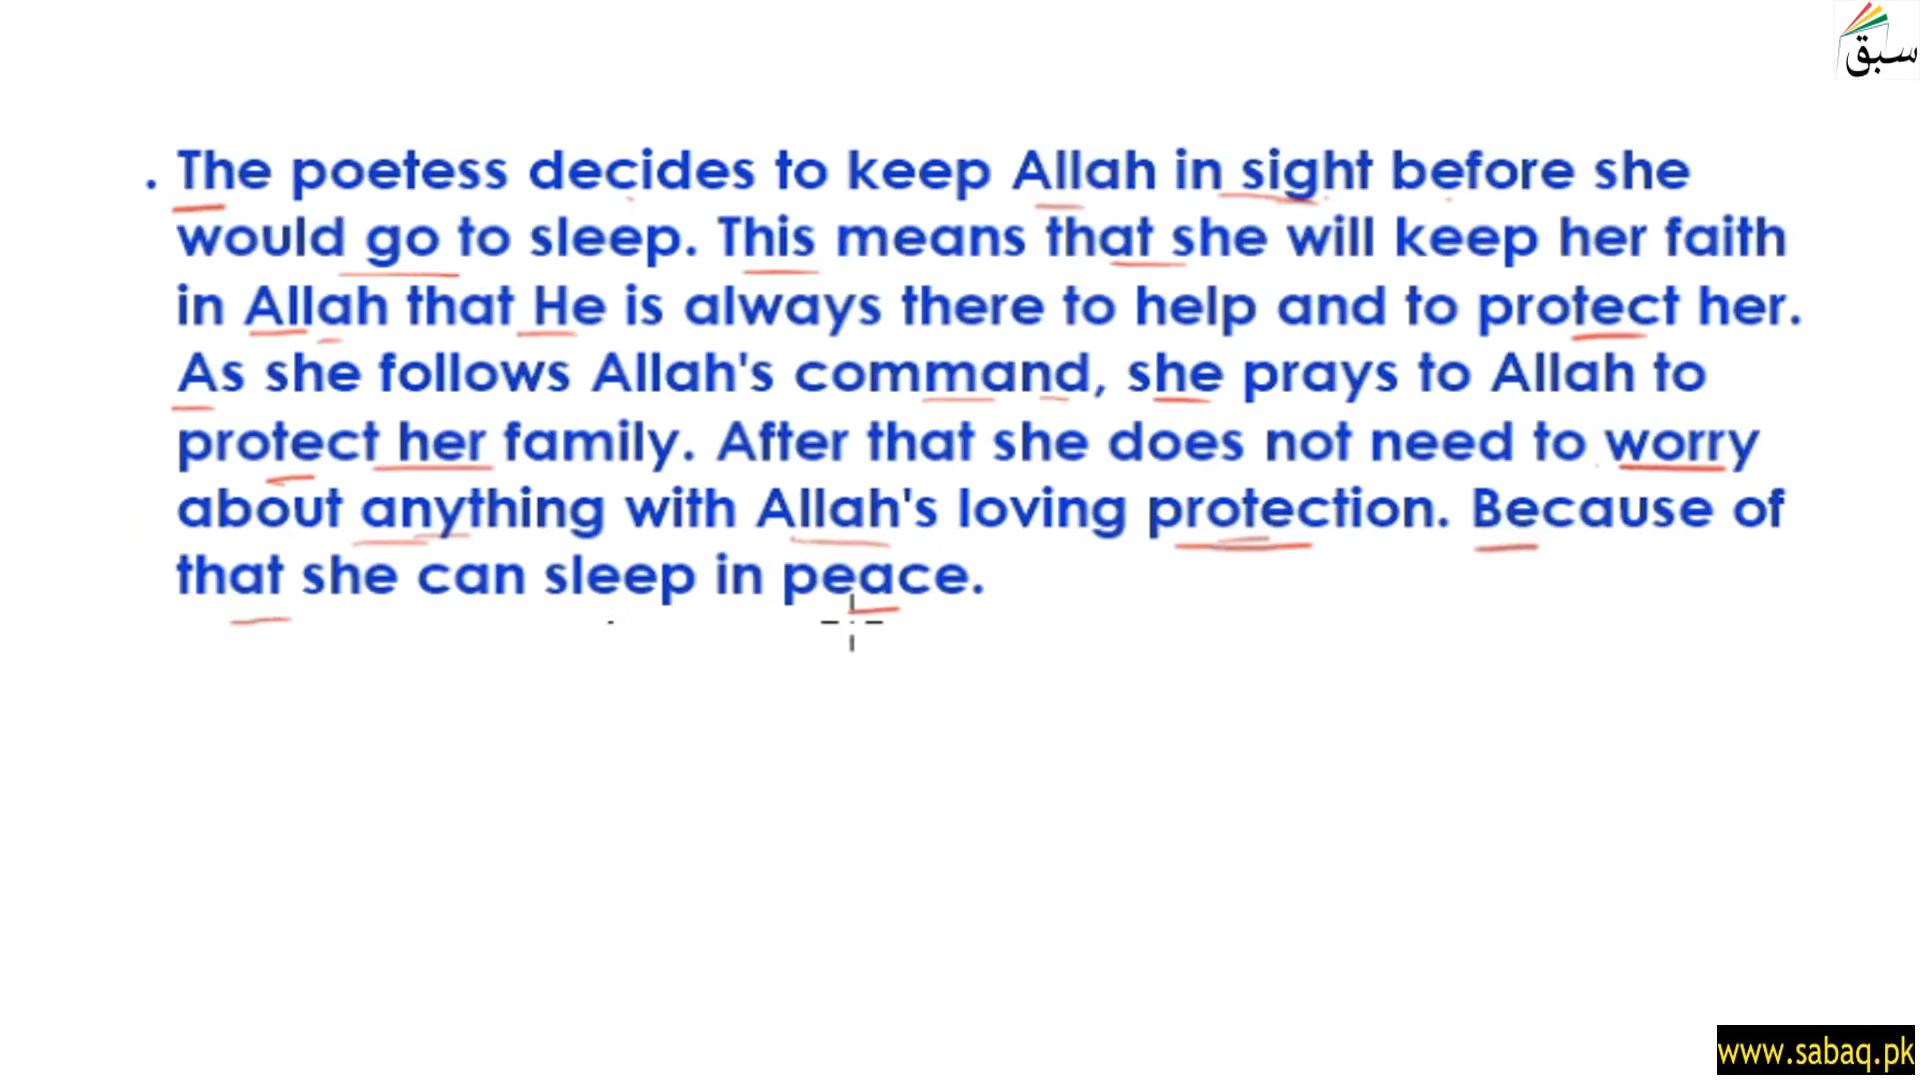 سبق
. The poetess decides to keep Allah in sight before she
would go to sleep. This means that she will keep her faith
in Allah that He is always there to help and to protect her.
As she follows Allah's command, she prays to Allah to
protect her family. After that she does not need to worry
about anything with Allah's loving protection. Because of
that she can sleep in peace.
www.sabaq.pk